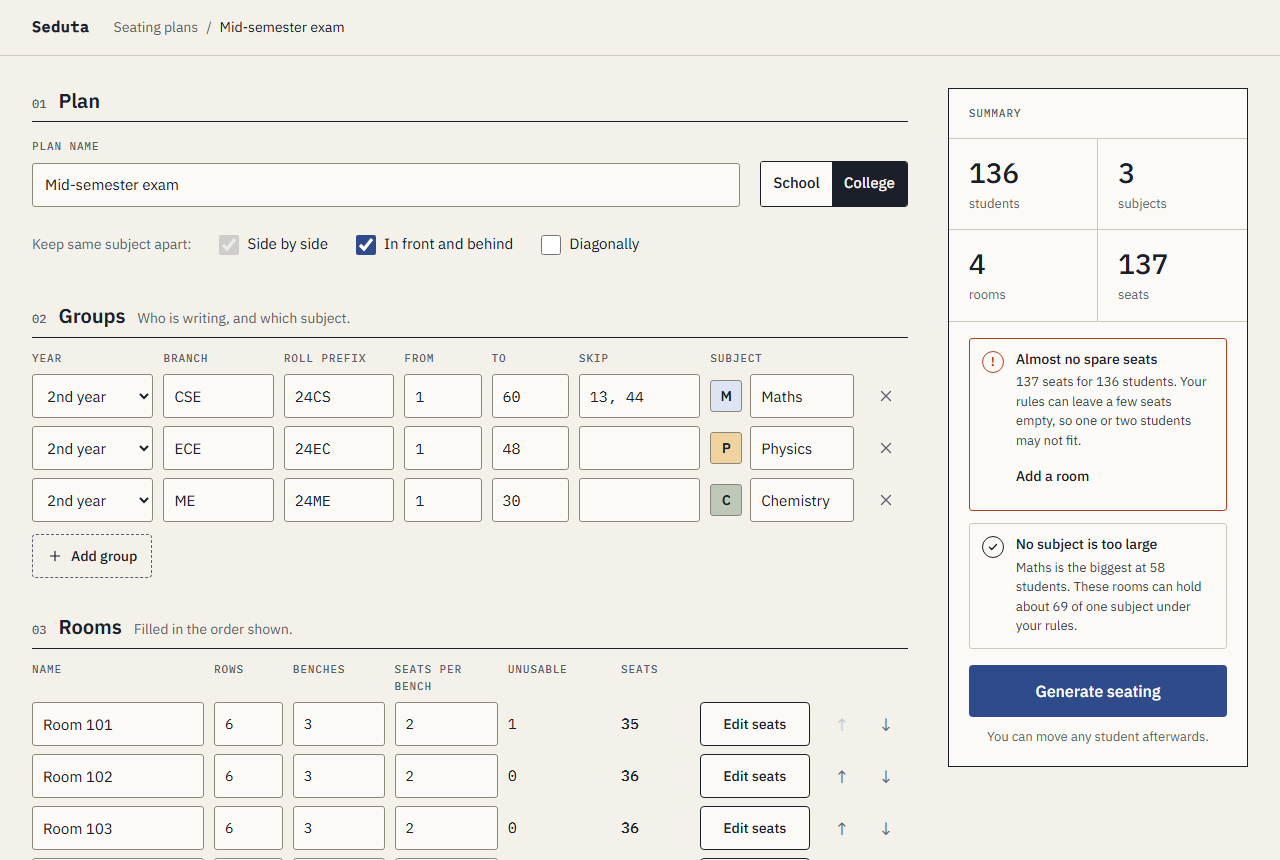 Seduta Seating plans / Mid-semester exam
01 Plan
PLAN NAME
Mid-semester exam School College
Keep same subject apart: Side by side In front and behind Diagonally
02 Groups Who is writing, and which subject.
YEAR BRANCH ROLL PREFIX FROM TO SKIP SUBJECT
2nd year CSE 24CS 1 60 13, 44 M Maths
2nd year ECE 24EC 1 48 P Physics
2nd year ME 24ME 1 30 C Chemistry
+ Add group
03 Rooms Filled in the order shown.
NAME ROWS BENCHES SEATS PER BENCH UNUSABLE SEATS
Room 101 6 3 2 1 35 Edit seats ↑ ↓
Room 102 6 3 2 0 36 Edit seats ↑ ↓
Room 103 6 3 2 0 36 Edit seats ↑ ↓
SUMMARY
136 3
students subjects
4 137
rooms seats
! Almost no spare seats
137 seats for 136 students. Your
rules can leave a few seats
empty, so one or two students
may not fit.
Add a room
No subject is too large
Maths is the biggest at 58
students. These rooms can hold
about 69 of one subject under
your rules.
Generate seating
You can move any student afterwards.